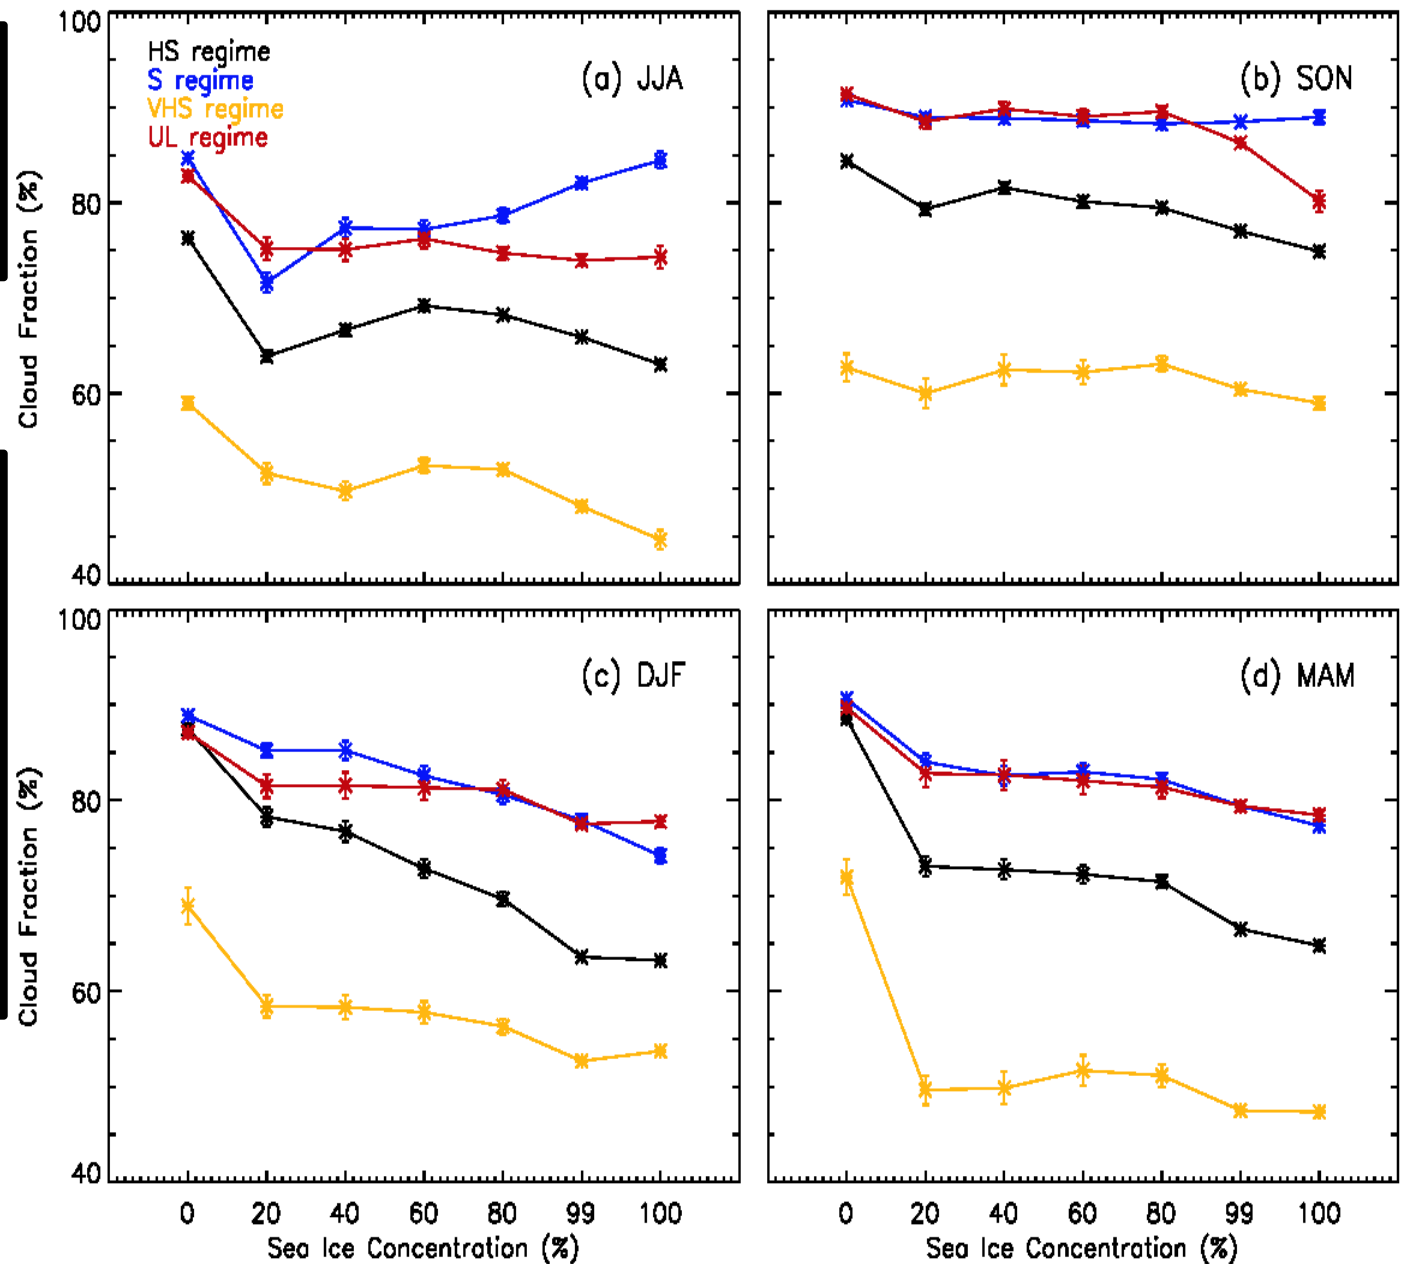 100
HS regime
S regime
VHS regime
UL regime
(a) JJA
(b) SON
80
60
40
Cloud Fraction (%)
100
(c) DJF
(d) MAM
80
60
40
Cloud Fraction (%)
0 20 40 60 80 99 100
0 20 40 60 80 99 100
Sea Ice Concentration (%)
Sea Ice Concentration (%)